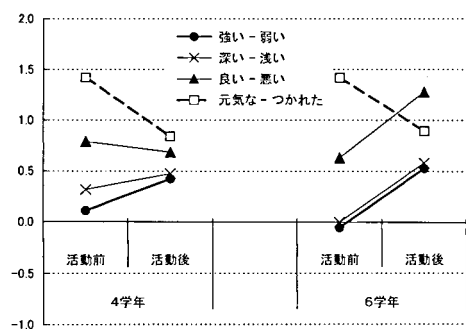 2.0
1.5
1.0
0.5
0.0
−0.5
−1.0
強い－弱い
深い－浅い
良い－悪い
元気な－つかれた
活動前 活動後 活動前 活動後
4学年 6学年